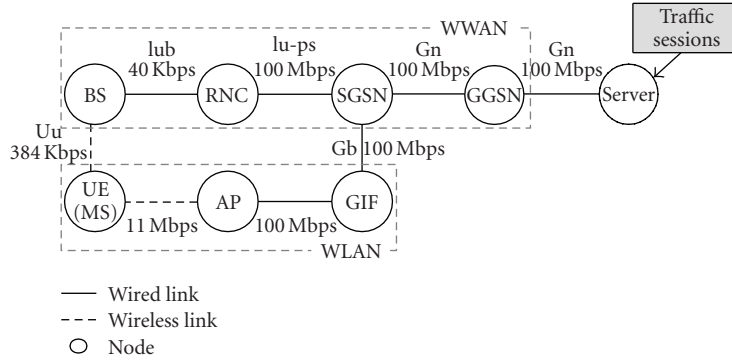 Traffic
sessions
WWAN
Iub
40 Kbps
lu-ps
100 Mbps
Gn
100 Mbps
Gn
100 Mbps
BS
RNC
SGSN
GGSN
Server
Uu
384 Kbps
Gb 100 Mbps
UE
(MS)
AP
GIF
11 Mbps
100 Mbps
WLAN
Wired link
Wireless link
Node